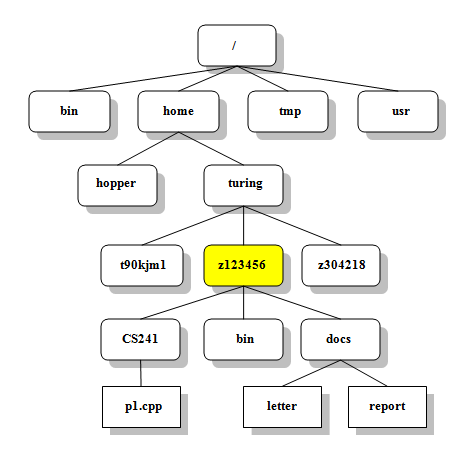 /
bin
home
tmp
usr
hopper
turing
t90kjm1
z123456
z304218
CS241
bin
docs
p1.cpp
letter
report